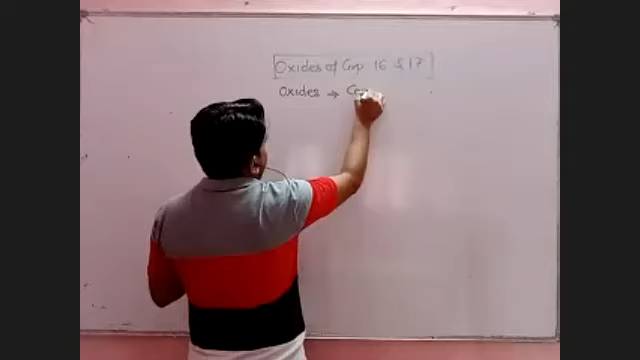 Oxides of Grp 16 & 17
Oxides →